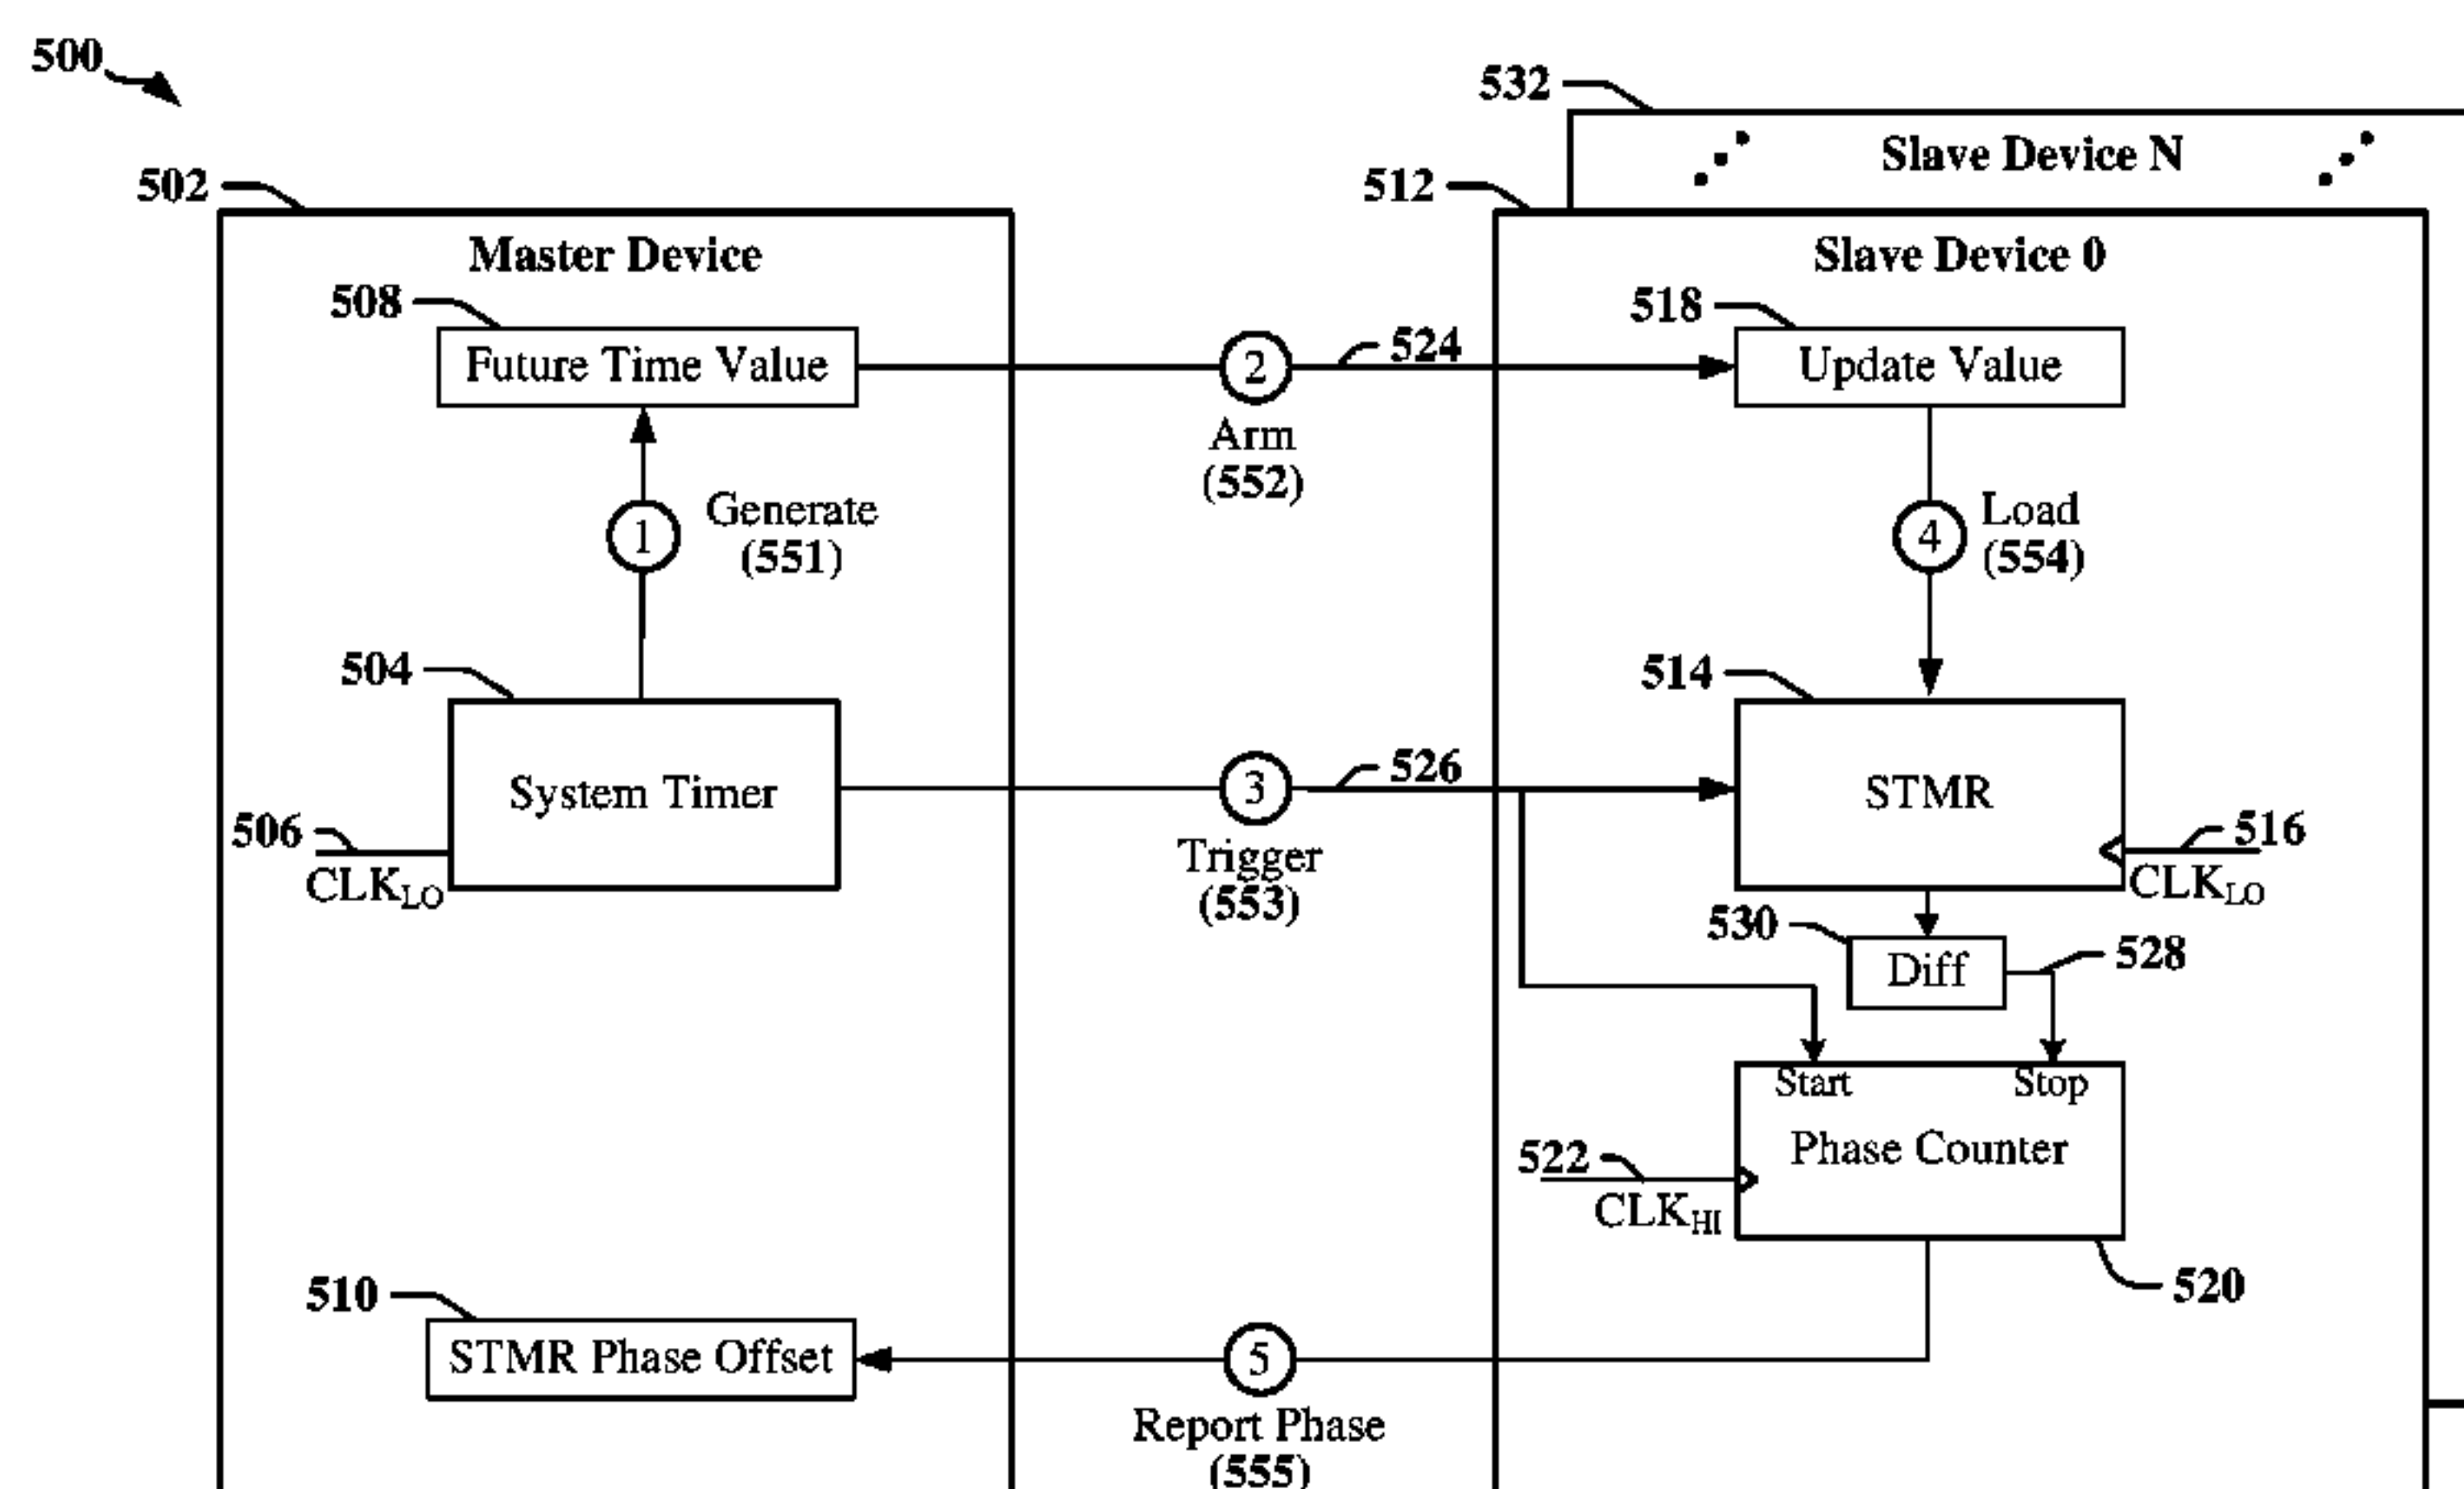 500
532
Slave Device N
502
512
Master Device
Slave Device 0
508
518
Future Time Value
2
524
Update Value
Arm
(552)
1
Generate
(551)
4
Load
(554)
504
514
System Timer
3
526
STMR
506
CLKLO
Trigger
(553)
516
CLKLO
530
Diff
528
Start
Stop
522
Phase Counter
CLKHI
510
520
STMR Phase Offset
5
Report Phase
(555)